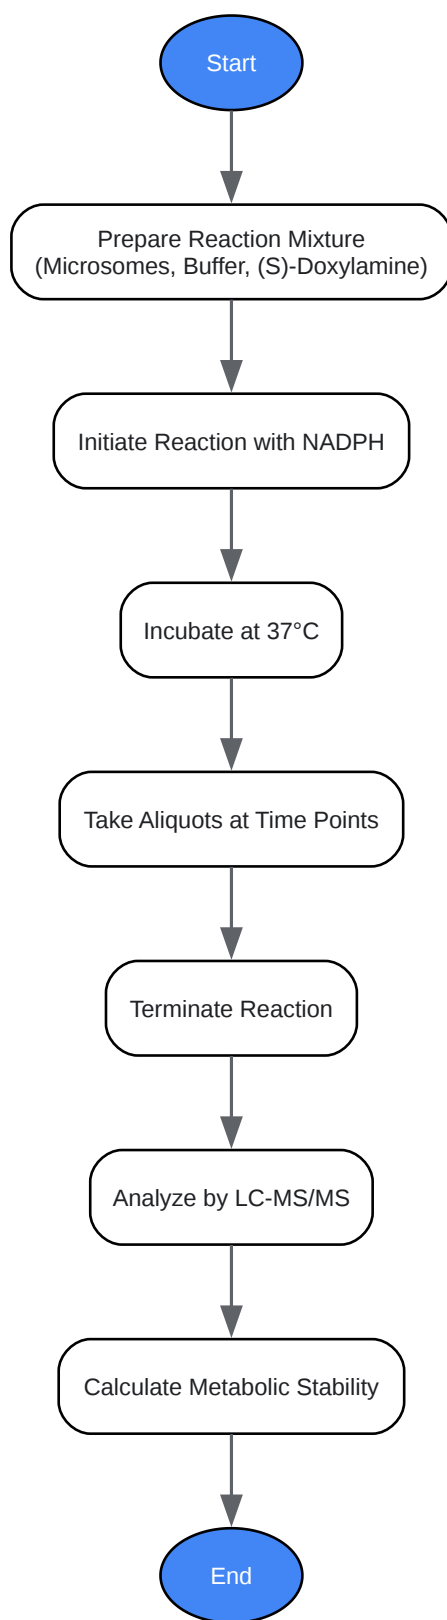 Start
Prepare Reaction Mixture
(Microsomes, Buffer, (S)-Doxylamine)
Initiate Reaction with NADPH
Incubate at 37°C
Take Aliquots at Time Points
Terminate Reaction
Analyze by LC-MS/MS
Calculate Metabolic Stability
End